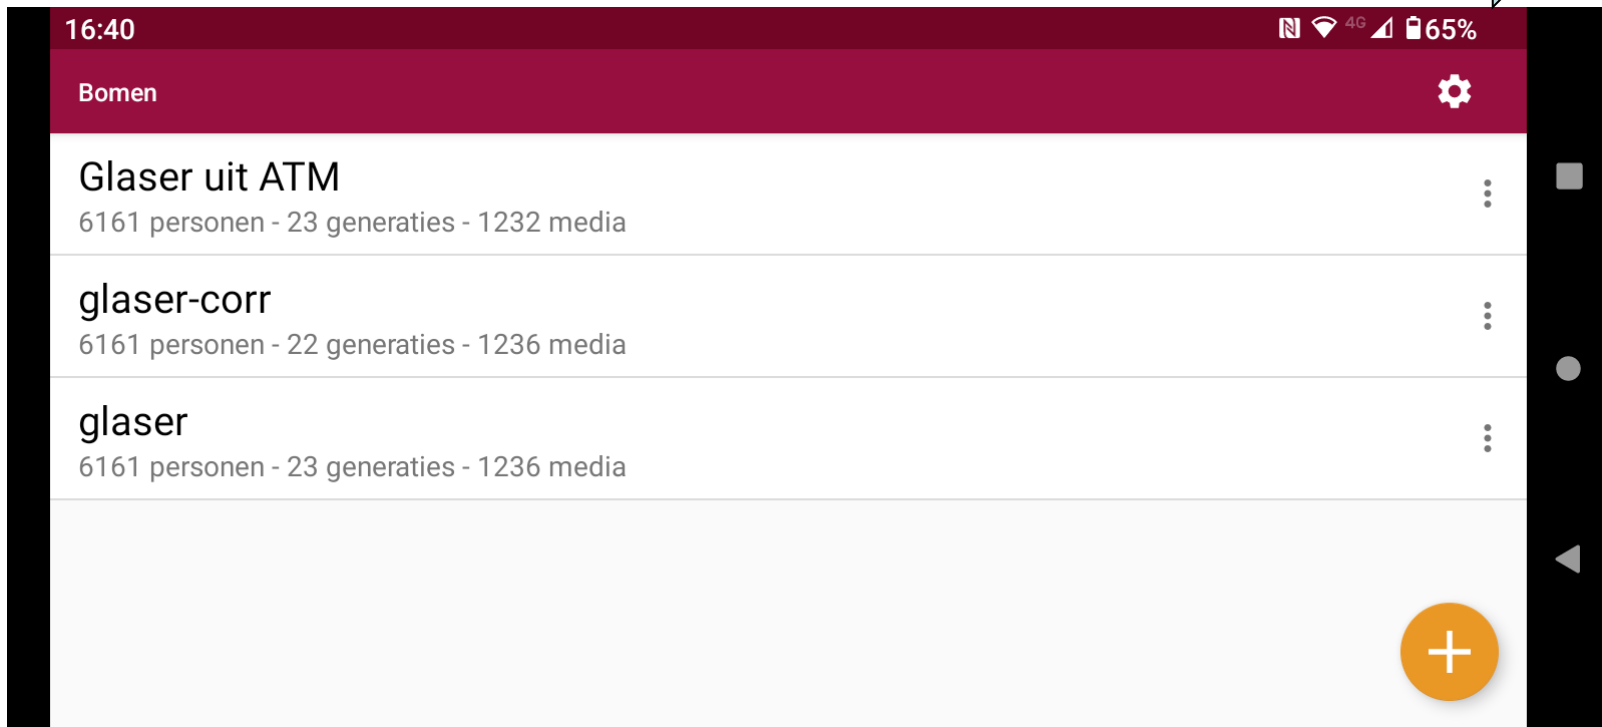 16:40
4G
65%
Bomen
Glaser uit ATM
6161 personen - 23 generaties - 1232 media
glaser-corr
6161 personen - 22 generaties - 1236 media
glaser
6161 personen - 23 generaties - 1236 media